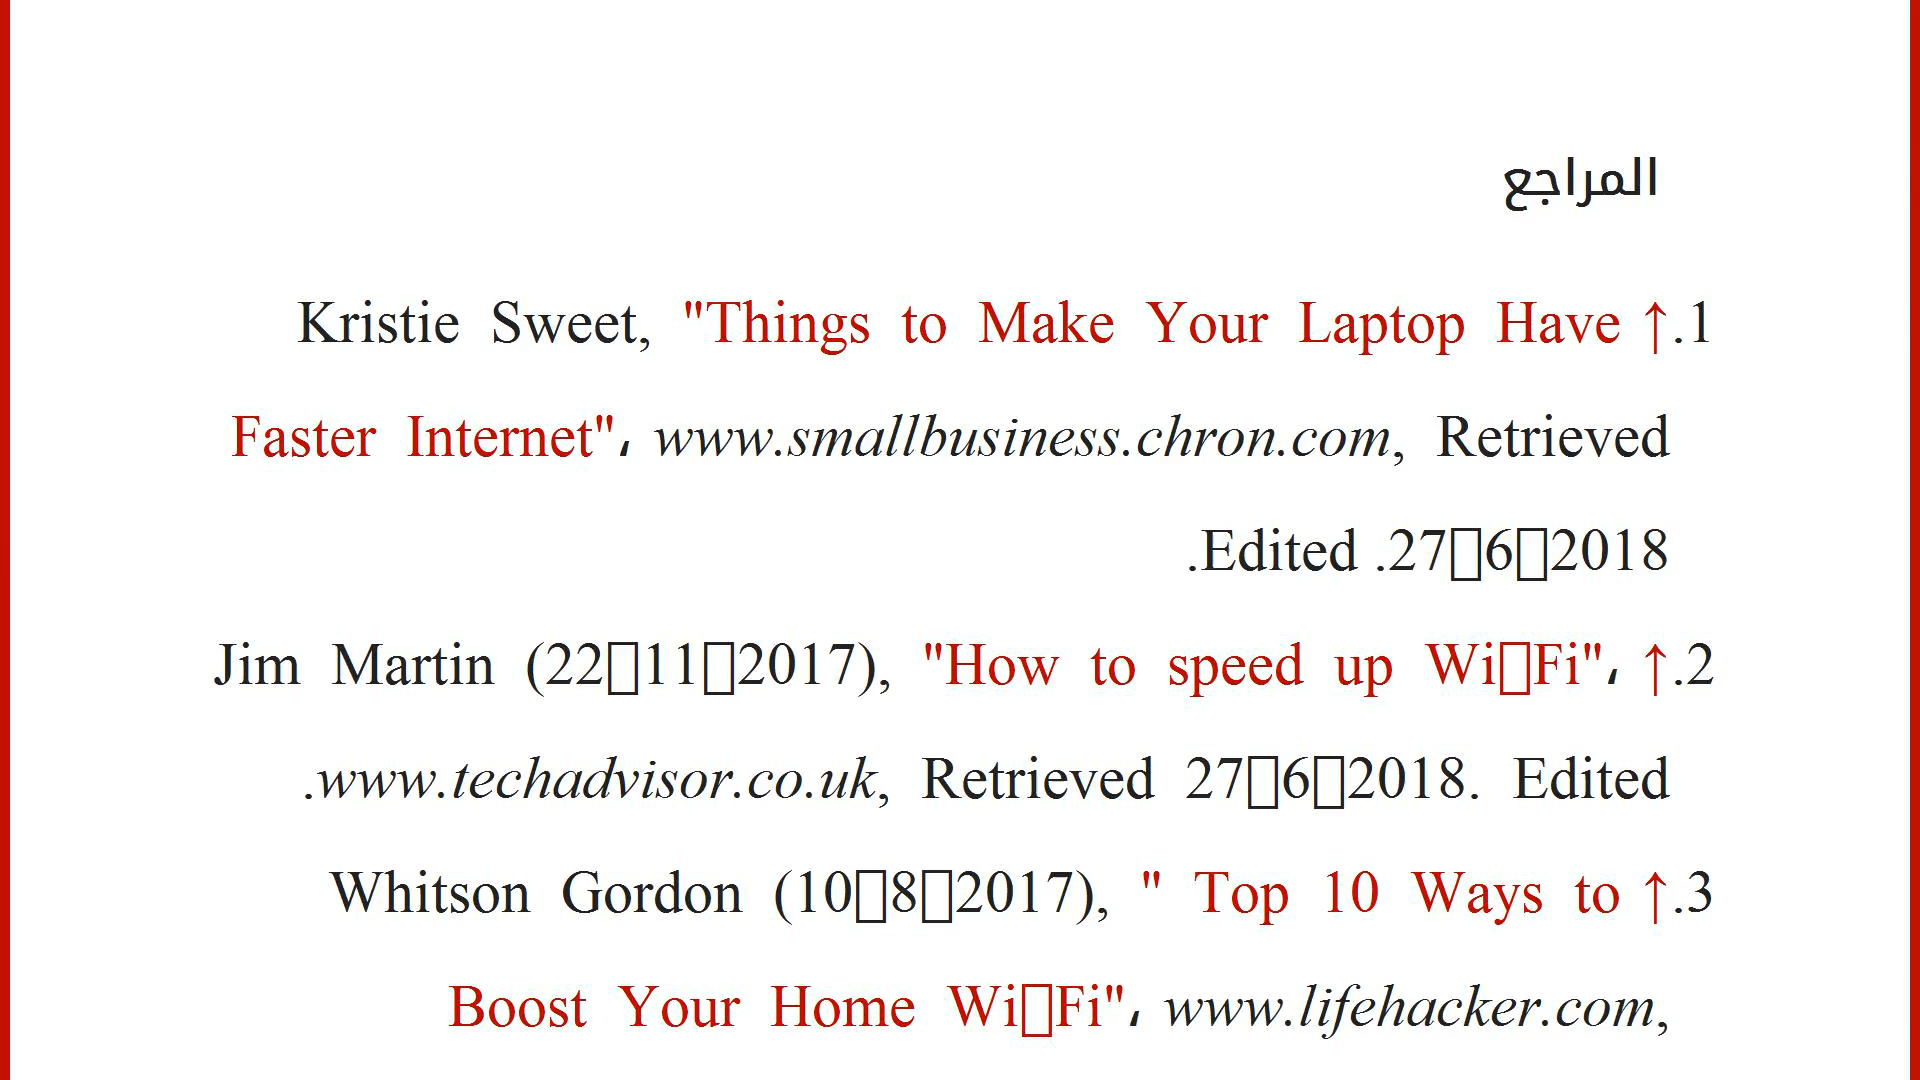 المراجع
1.↑ Kristie Sweet, "Things to Make Your Laptop Have
Faster Internet"، www.smallbusiness.chron.com, Retrieved
27▯6▯2018. Edited.
2.↑ Jim Martin (22▯11▯2017), "How to speed up Wi▯Fi"،
www.techadvisor.co.uk, Retrieved 27▯6▯2018. Edited.
3.↑ Whitson Gordon (10▯8▯2017), " Top 10 Ways to
Boost Your Home Wi▯Fi"، www.lifehacker.com,